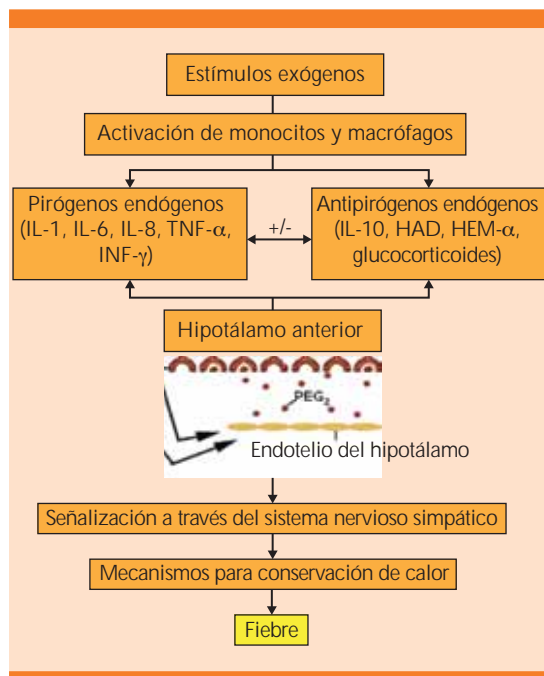 Estímulos exógenos
Activación de monocitos y macrófagos
Pirógenos endógenos
(IL-1, IL-6, IL-8, TNF-α,
INF-γ)
+/-
Antipirógenos endógenos
(IL-10, HAD, HEM-α,
glucocorticoides)
Hipotálamo anterior
PEG₂
Endotelio del hipotálamo
Señalización a través del sistema nervioso simpático
Mecanismos para conservación de calor
Fiebre